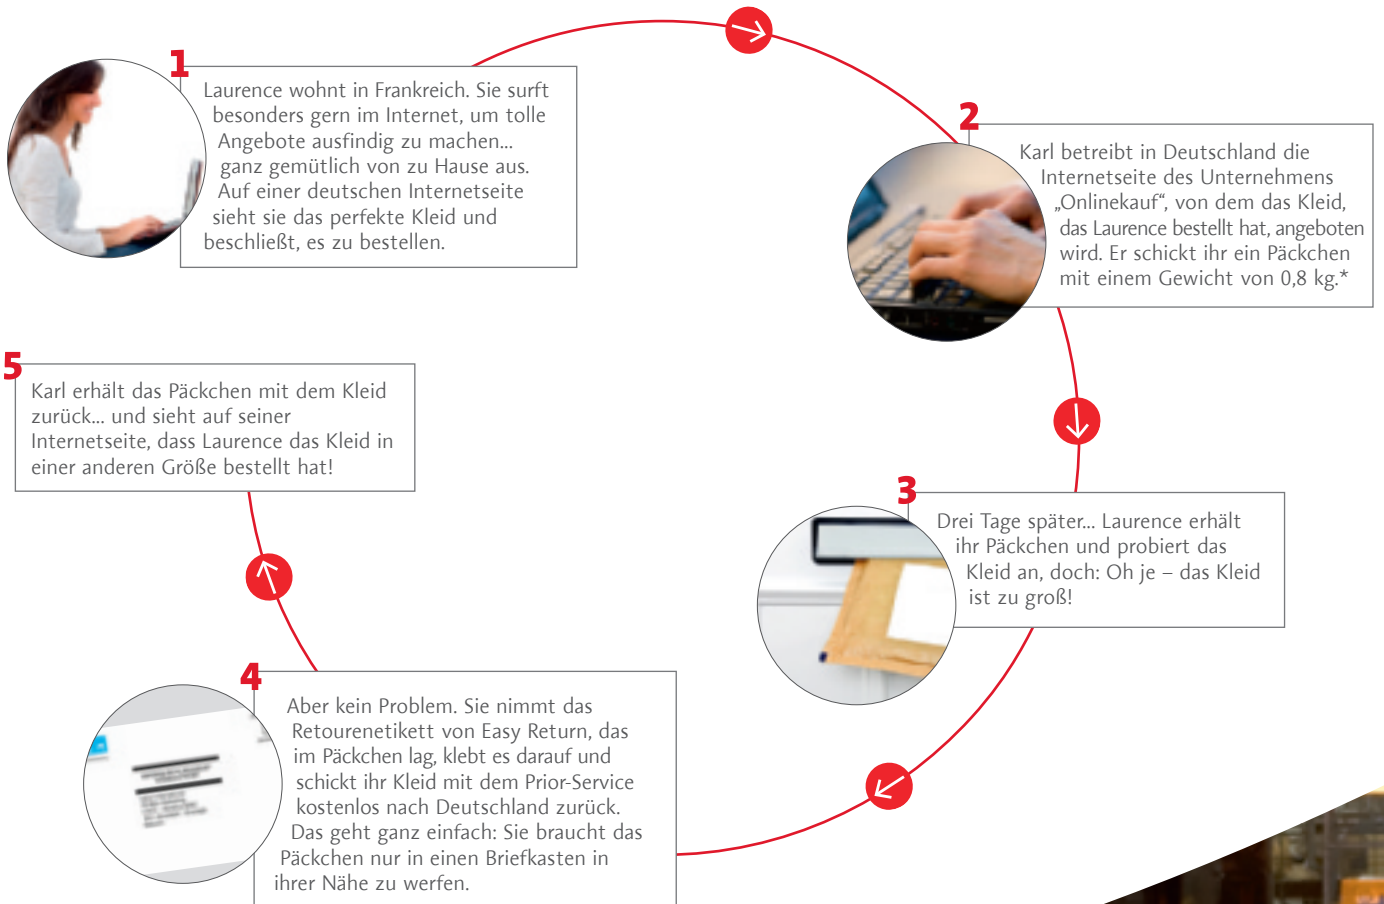 1
Laurence wohnt in Frankreich. Sie surft
besonders gern im Internet, um tolle
Angebote ausfindig zu machen...
ganz gemütlich von zu Hause aus.
Auf einer deutschen Internetseite
sieht sie das perfekte Kleid und
beschließt, es zu bestellen.
2
Karl betreibt in Deutschland die
Internetseite des Unternehmens
„Onlinekauf“, von dem das Kleid,
das Laurence bestellt hat, angeboten
wird. Er schickt ihr ein Päckchen
mit einem Gewicht von 0,8 kg.*
3
Drei Tage später... Laurence erhält
ihr Päckchen und probiert das
Kleid an, doch: Oh je – das Kleid
ist zu groß!
4
Aber kein Problem. Sie nimmt das
Retourenetikett von Easy Return, das
im Päckchen lag, klebt es darauf und
schickt ihr Kleid mit dem Prior-Service
kostenlos nach Deutschland zurück.
Das geht ganz einfach: Sie braucht das
Päckchen nur in einen Briefkasten in
ihrer Nähe zu werfen.
5
Karl erhält das Päckchen mit dem Kleid
zurück... und sieht auf seiner
Internetseite, dass Laurence das Kleid in
einer anderen Größe bestellt hat!